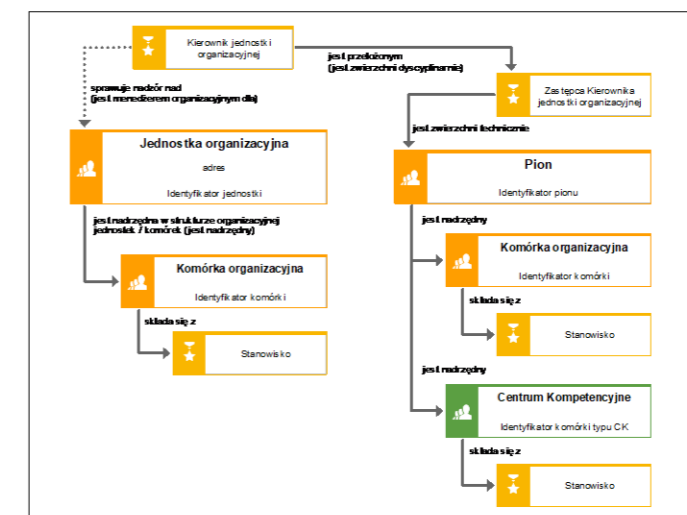 Kierownik jednostki
organizacyjnej
jest przełożonym
(jest zwierzchni dyscyplinarnie)
sprawuje nadzór nad
(jest menedżerem organizacyjnym dla)
Zastępca Kierownika
jednostki organizacyjnej
jest zwierzchni technicznie
Jednostka organizacyjna
adres
Identyfikator jednostki
Pion
Identyfikator pionu
jest nadrzędna w strukturze organizacyjnej
jednostek / komórek (jest nadrzędny)
jest nadrzędny
Komórka organizacyjna
Identyfikator komórki
Komórka organizacyjna
Identyfikator komórki
składa się z
Stanowisko
składa się z
Stanowisko
jest nadrzędny
Centrum Kompetencyjne
Identyfikator komórki typu CK
składa się z
Stanowisko